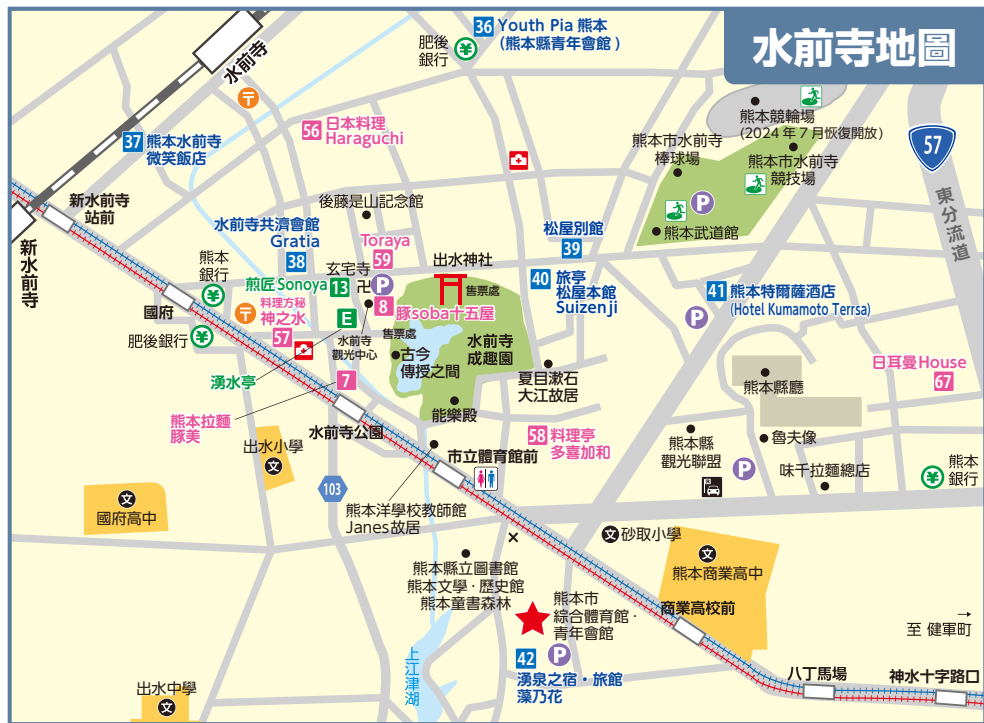 水前寺地圖
36 Youth Pia 熊本
(熊本縣青年會館)
肥後
銀行
水前寺
〒
37 熊本水前寺
微笑飯店
56 日本料理
Haraguchi
熊本競輪場
(2024年7月恢復開放)
熊本市水前寺
棒球場
熊本市水前寺
競技場
P
熊本武道館
57
東分流道
新水前寺
站前
新水前寺
後藤是山記念館
水前寺共濟會館
Gratia
38
Toraya
59
松屋別館
39
出水神社
售票處
40 旅亭
松屋本館
Suizenji
41 熊本特爾薩酒店
(Hotel Kumamoto Terrsa)
P
熊本
銀行
煎匠Sonoya 13
玄宅寺
卍 P
8
豚soba十五屋
國府
〒
料理方秘
神之水
57
E
水前寺
觀光中心
售票處
古今
傳授之間
水前寺
成趣園
肥後銀行
湧水亭
7
熊本拉麵
豚美
夏目漱石
大江故居
熊本縣廳
日耳曼House
67
能樂殿
水前寺公園
58 料理亭
多喜加和
市立體育館前
熊本縣
觀光聯盟
魯夫像
P
味千拉麵總店
熊本
銀行
出水小學
文
103
文
國府高中
熊本洋學校教師館
Janes故居
文 砂取小學
文
熊本商業高中
熊本縣立圖書館
熊本文學・歷史館
熊本童書森林
熊本市
綜合體育館・
青年會館
商業高校前
→
至 健軍町
P
42
湧泉之宿・旅館
藻乃花
上江津湖
八丁馬場
神水十字路口
出水中學
文